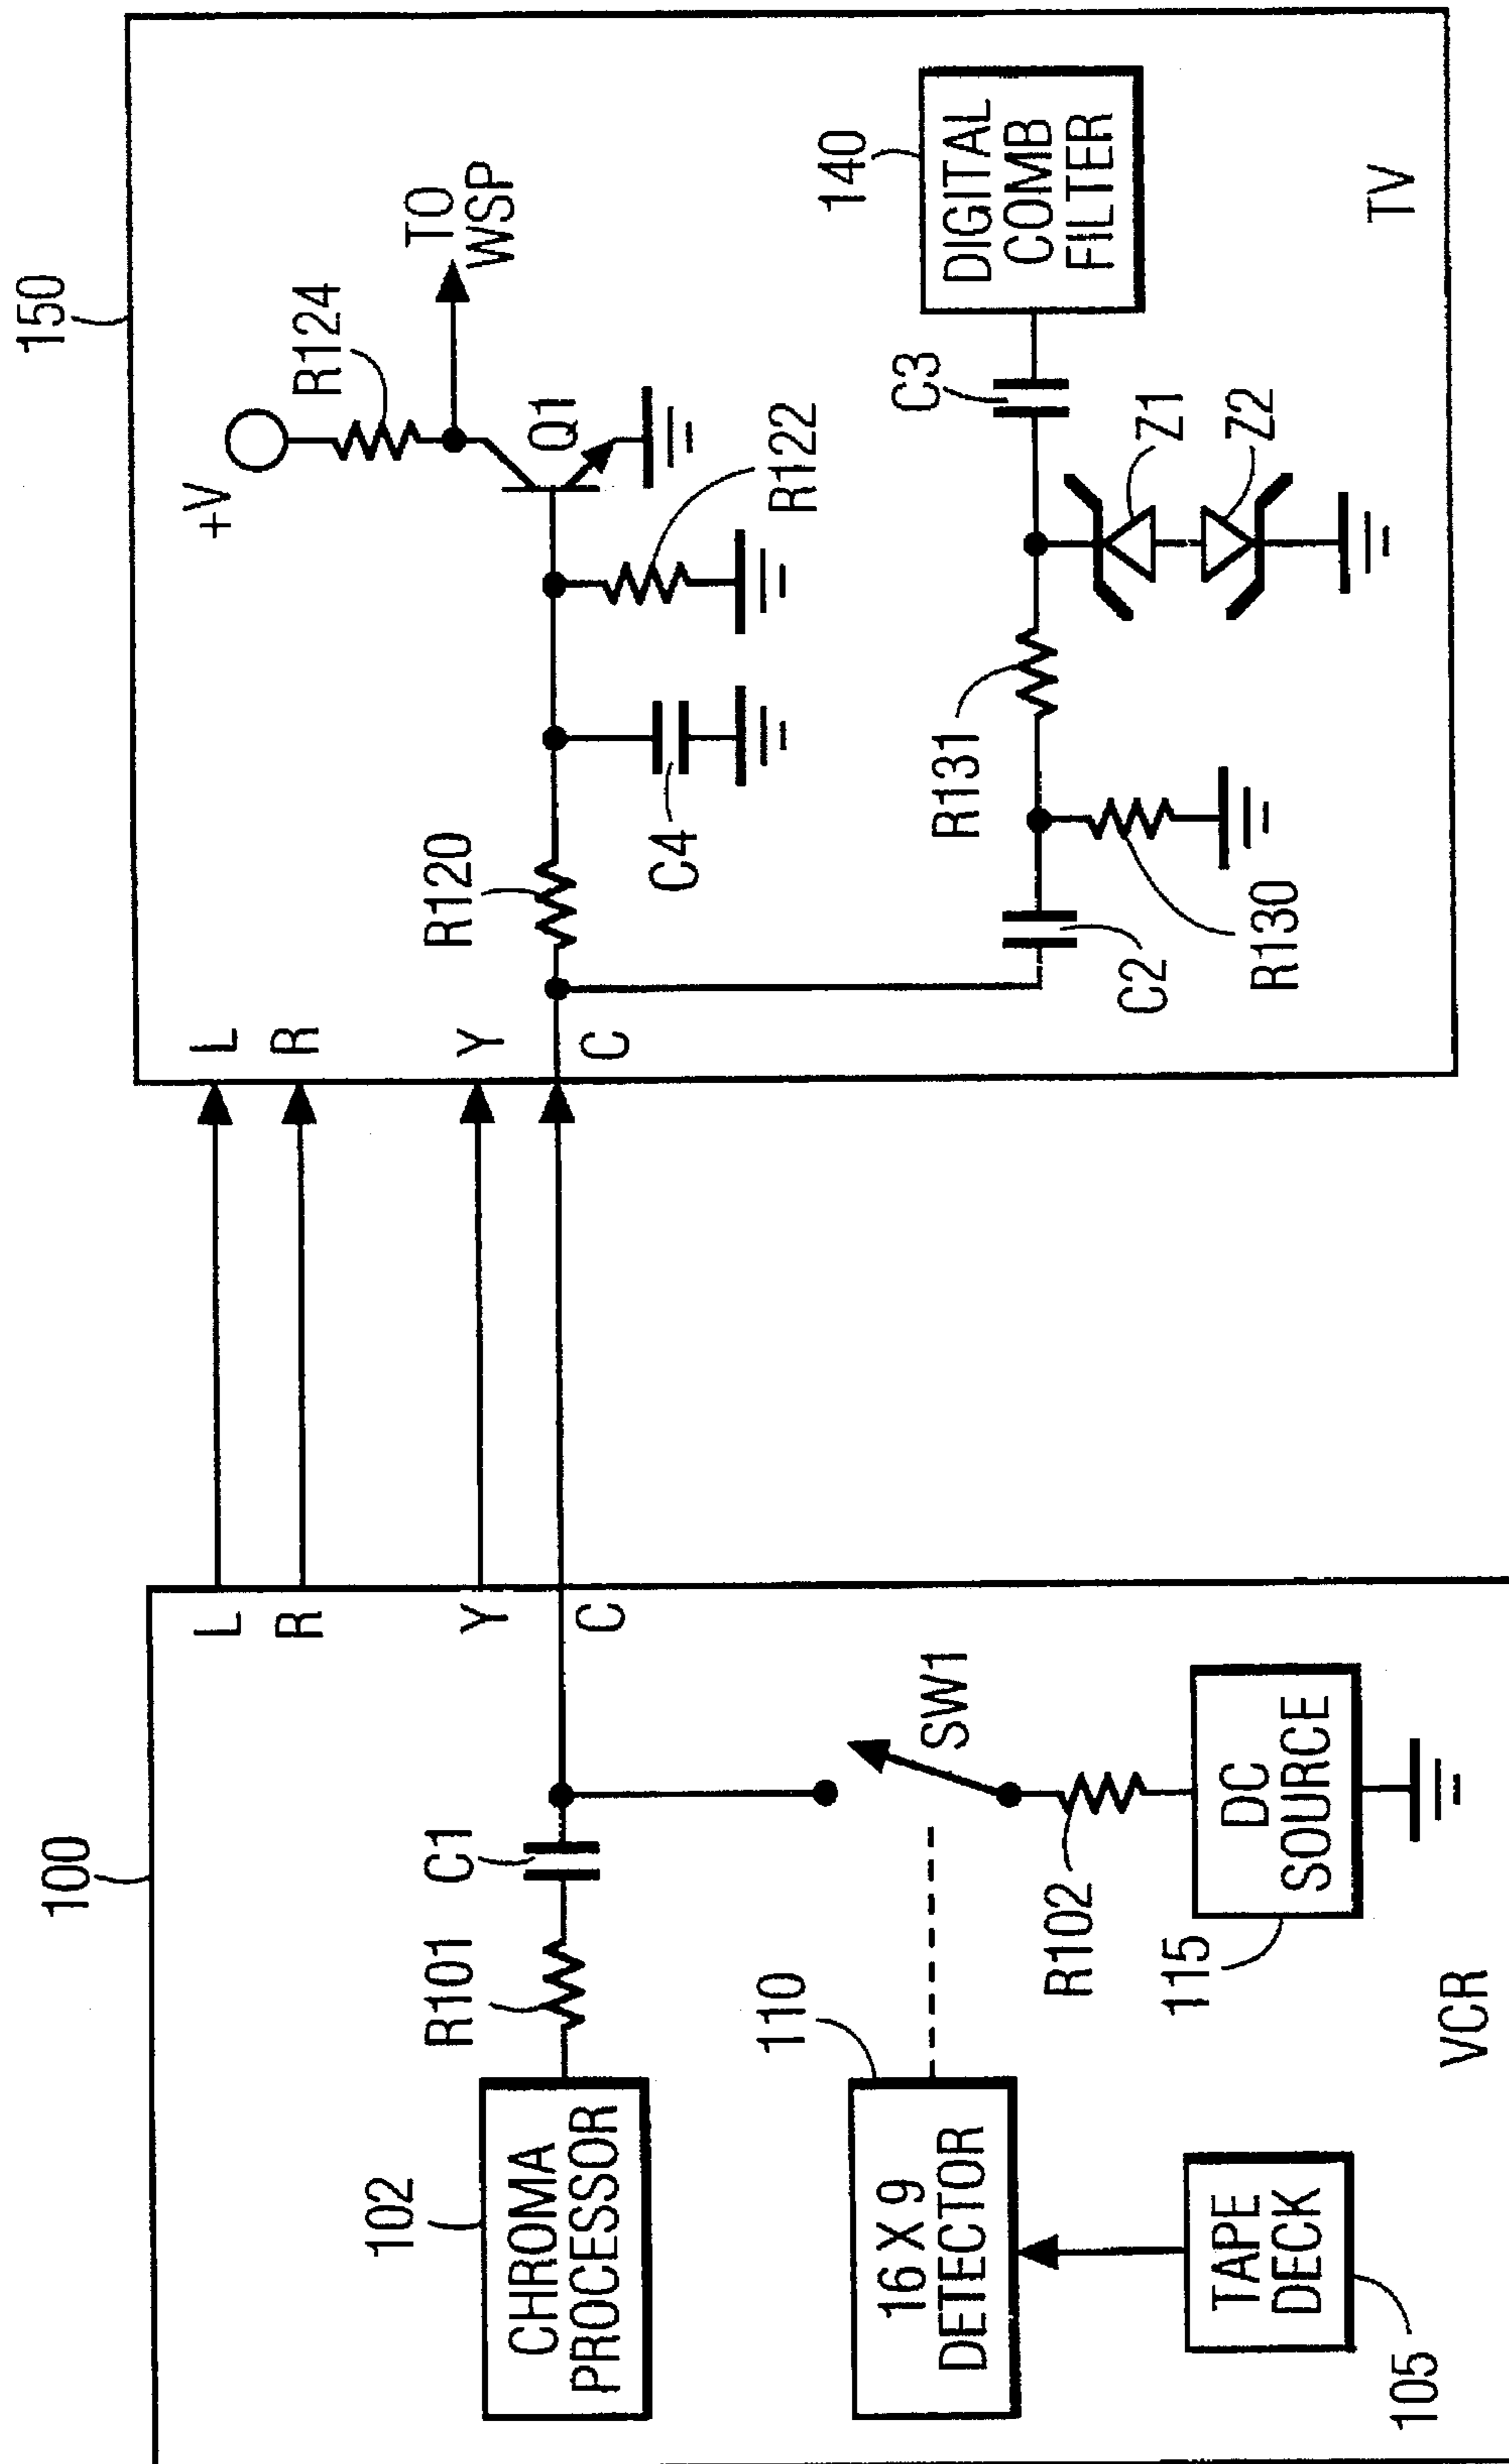 100
102
CHROMA
PROCESSOR
R101
C1
110
16 X 9
DETECTOR
TAPE
DECK
105
SW1
R102
DC
SOURCE
115
VCR
L
R
Y
C
L
R
Y
C
150
+V
R124
TO
WSP
Q1
R120
C4
R122
C2
R130
R131
C3
Z1
Z2
140
DIGITAL
COMB
FILTER
TV